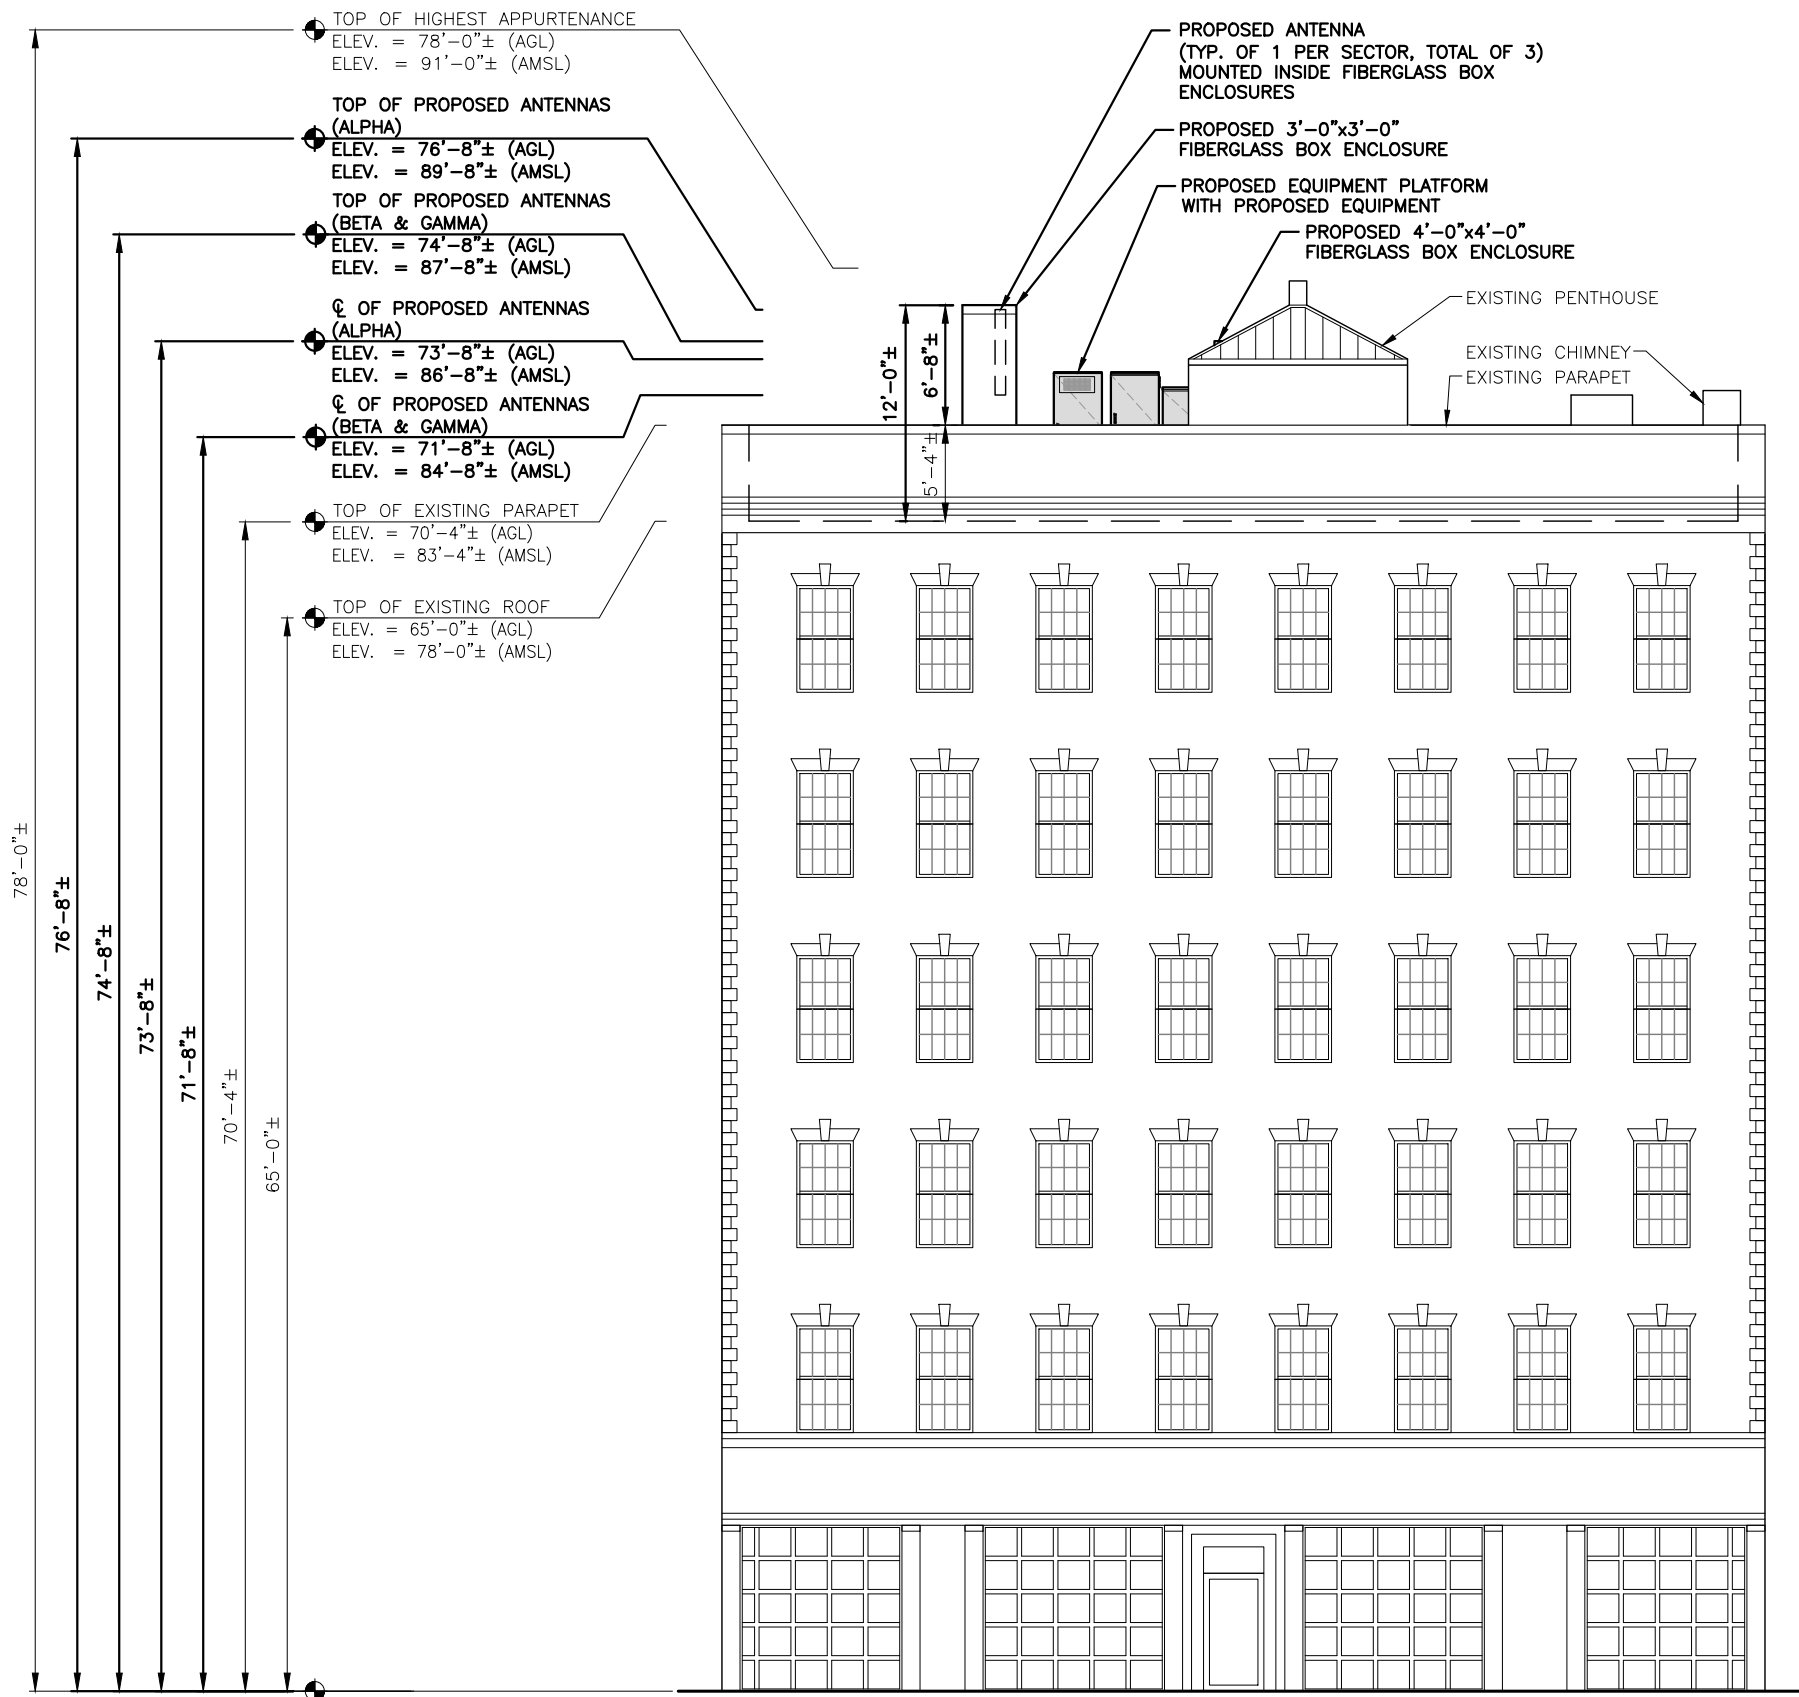 TOP OF HIGHEST APPURTENANCE
ELEV. = 78'-0"± (AGL)
ELEV. = 91'-0"± (AMSL)
TOP OF PROPOSED ANTENNAS
(ALPHA)
ELEV. = 76'-8"± (AGL)
ELEV. = 89'-8"± (AMSL)
TOP OF PROPOSED ANTENNAS
(BETA & GAMMA)
ELEV. = 74'-8"± (AGL)
ELEV. = 87'-8"± (AMSL)
℄ OF PROPOSED ANTENNAS
(ALPHA)
ELEV. = 73'-8"± (AGL)
ELEV. = 86'-8"± (AMSL)
℄ OF PROPOSED ANTENNAS
(BETA & GAMMA)
ELEV. = 71'-8"± (AGL)
ELEV. = 84'-8"± (AMSL)
TOP OF EXISTING PARAPET
ELEV. = 70'-4"± (AGL)
ELEV. = 83'-4"± (AMSL)
TOP OF EXISTING ROOF
ELEV. = 65'-0"± (AGL)
ELEV. = 78'-0"± (AMSL)
PROPOSED ANTENNA
(TYP. OF 1 PER SECTOR, TOTAL OF 3)
MOUNTED INSIDE FIBERGLASS BOX
ENCLOSURES
PROPOSED 3'-0"x3'-0"
FIBERGLASS BOX ENCLOSURE
PROPOSED EQUIPMENT PLATFORM
WITH PROPOSED EQUIPMENT
PROPOSED 4'-0"x4'-0"
FIBERGLASS BOX ENCLOSURE
EXISTING PENTHOUSE
EXISTING CHIMNEY
EXISTING PARAPET
12'-0"±
6'-8"±
5'-4"±
78'-0"±
76'-8"±
74'-8"±
73'-8"±
71'-8"±
70'-4"±
65'-0"±